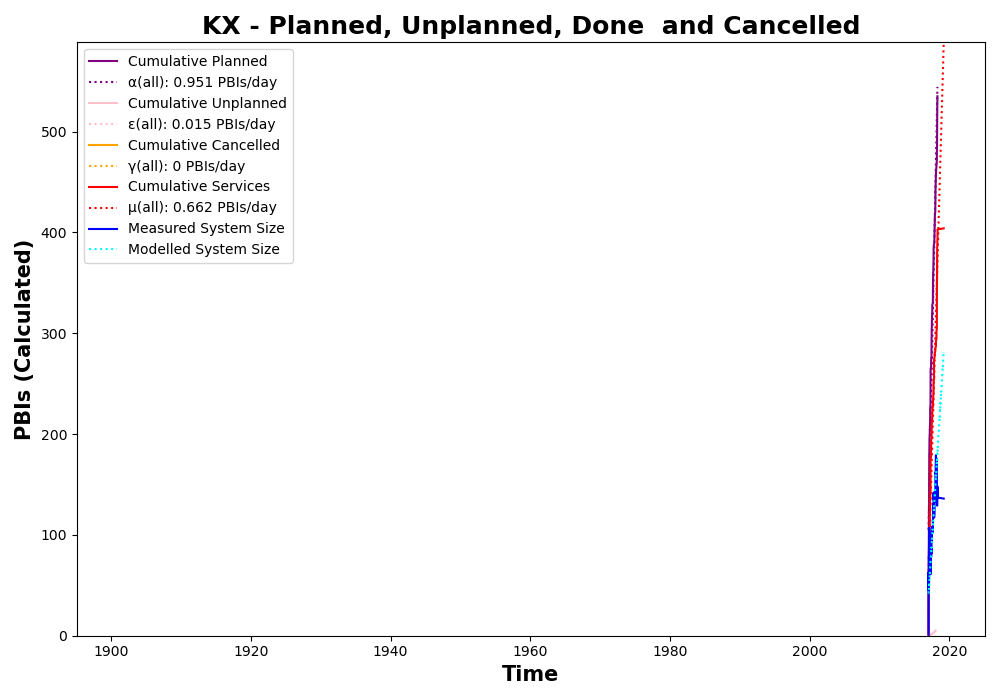 KX - Planned, Unplanned, Done  and Cancelled
Cumulative Planned
α(all): 0.951 PBIs/day
Cumulative Unplanned
ε(all): 0.015 PBIs/day
Cumulative Cancelled
γ(all): 0 PBIs/day
Cumulative Services
μ(all): 0.662 PBIs/day
Measured System Size
Modelled System Size
PBIs (Calculated)
500
400
300
200
100
0
1900 1920 1940 1960 1980 2000 2020
Time